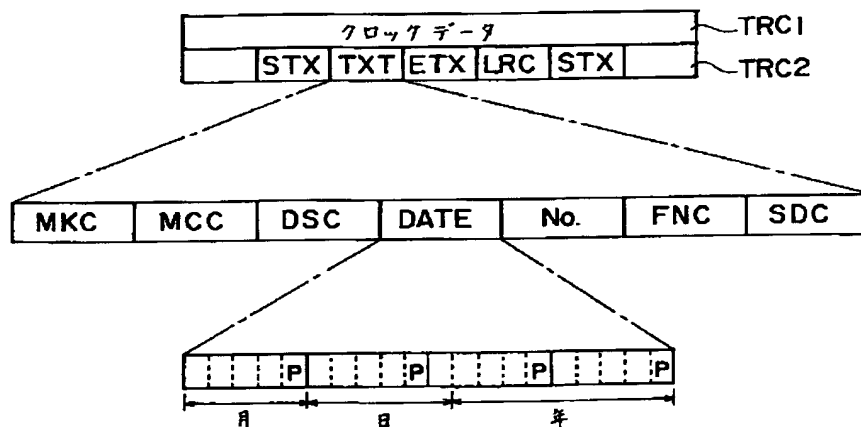 クロックデータ TRC1
STX TXT ETX LRC STX TRC2
MKC MCC DSC DATE No. FNC SDC
P P P P
月 日 年